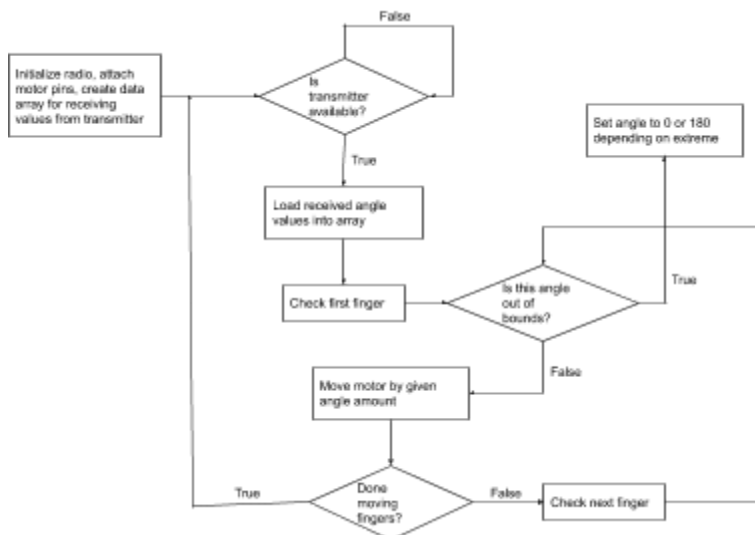 False
Initialize radio, attach
motor pins, create data
array for receiving
values from transmitter
Is
transmitter
available?
Set angle to 0 or 180
depending on extreme
True
Load received angle
values into array
Check first finger
Is this angle
out of
bounds?
True
False
Move motor by given
angle amount
Done
moving
fingers?
True
False
Check next finger